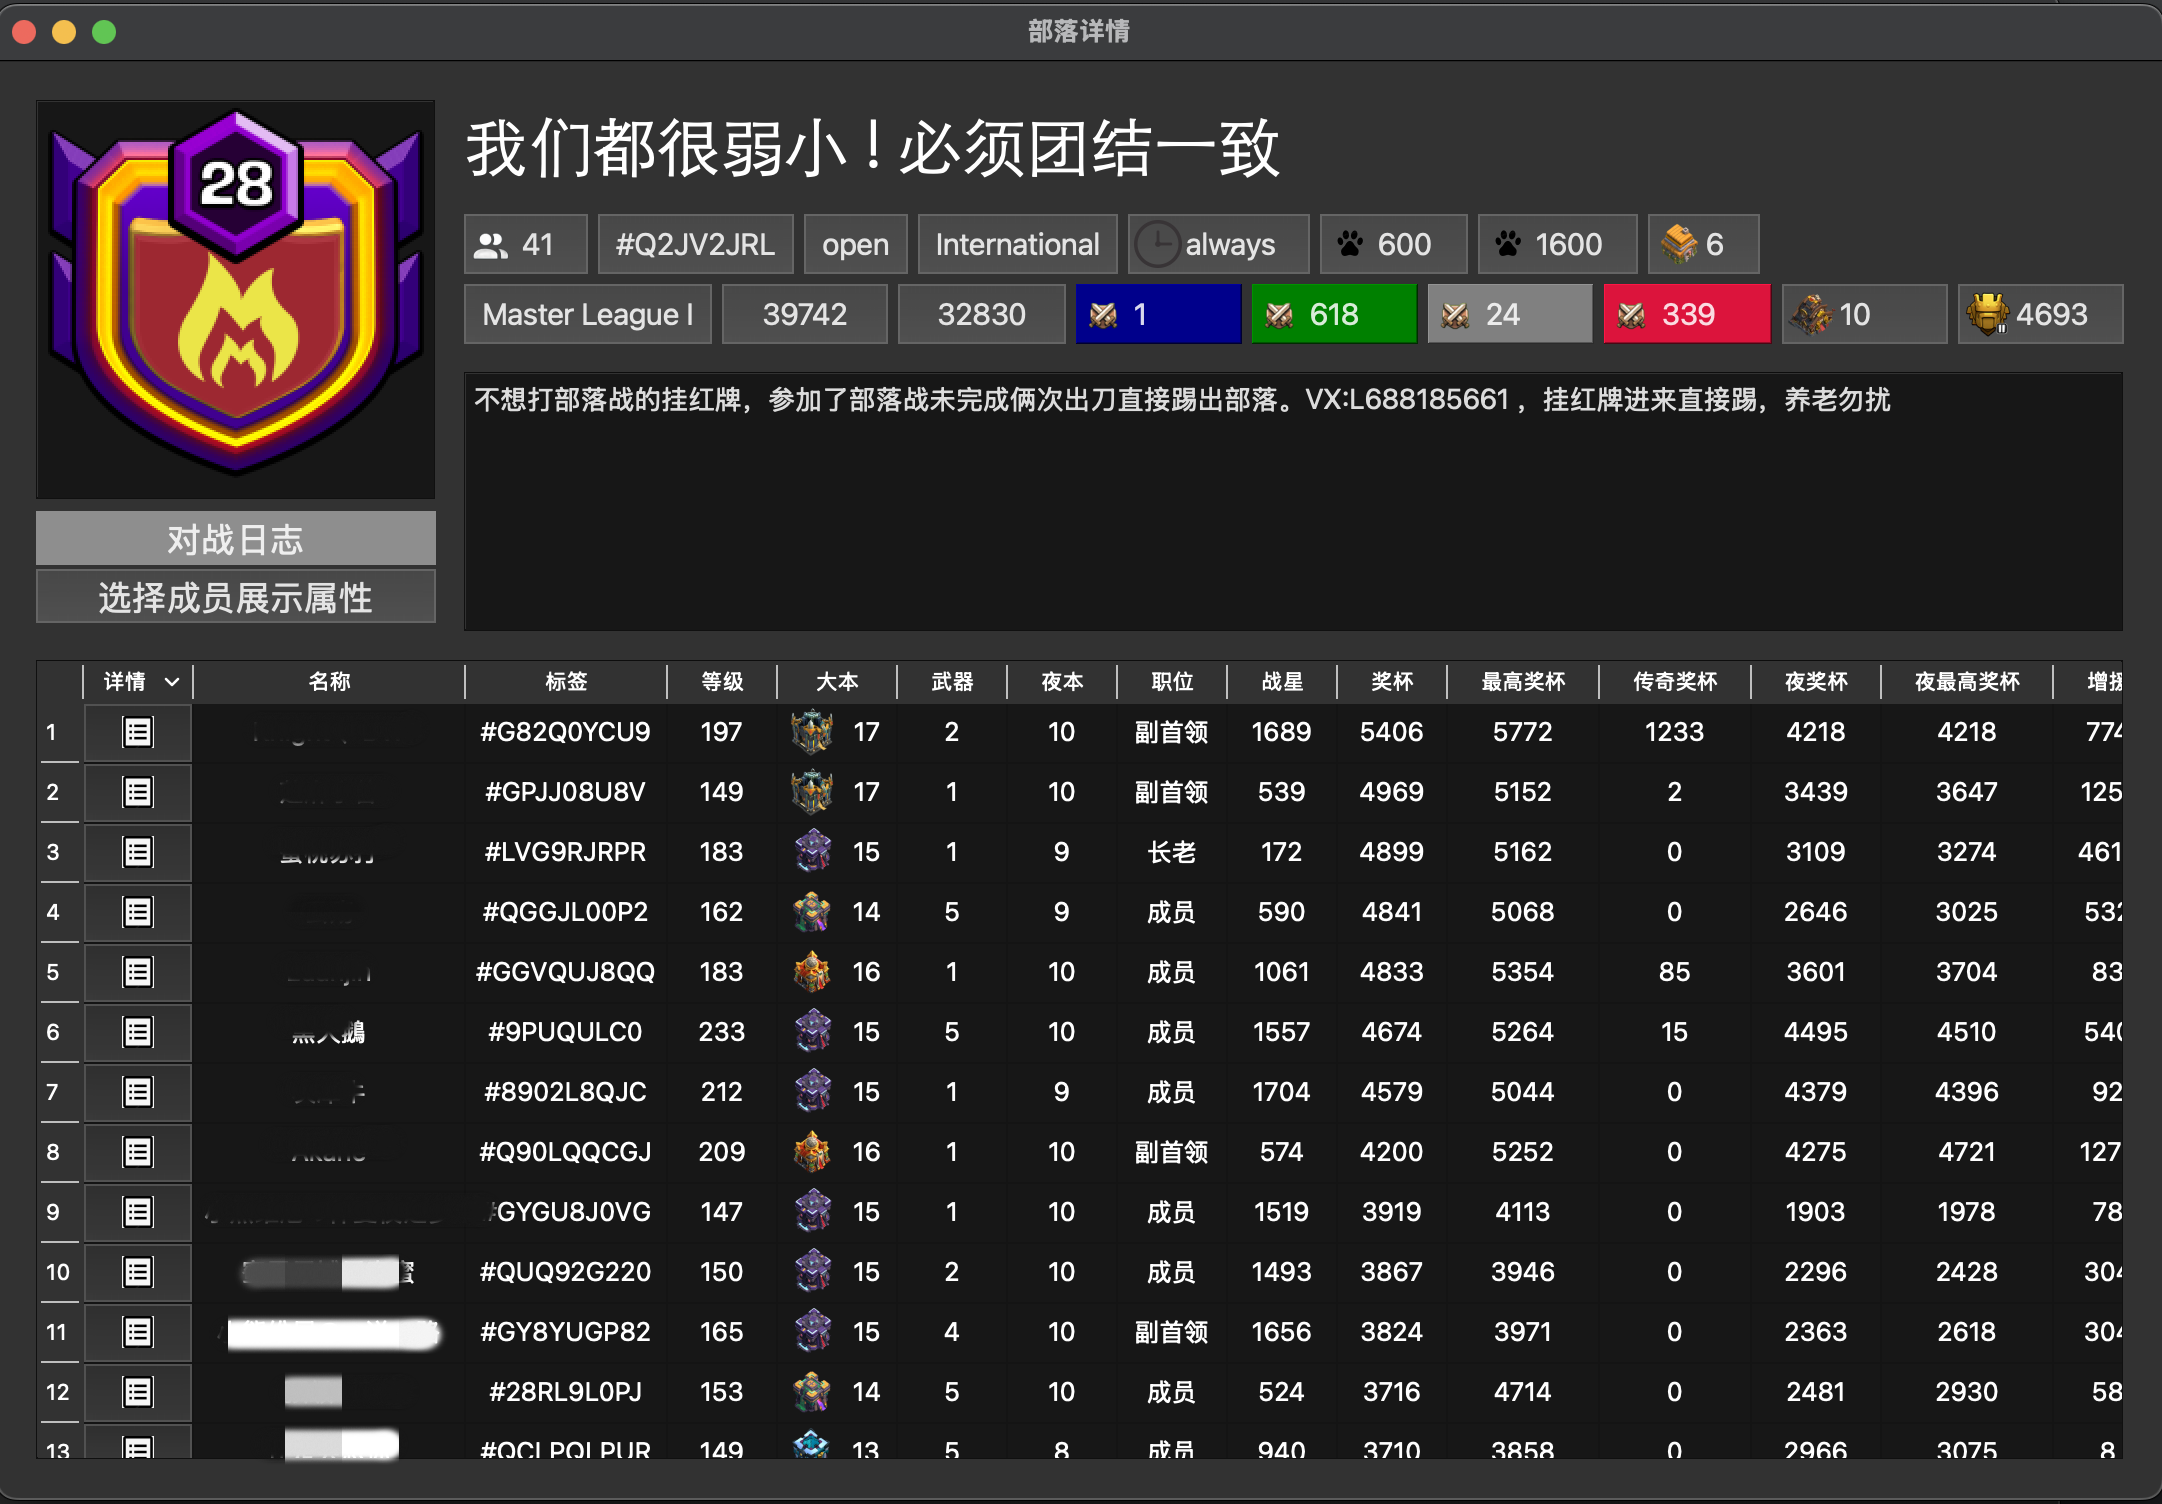 部落详情
28
我们都很弱小！必须团结一致
41 #Q2JV2JRL open International always 600 1600 6
Master League I 39742 32830 1 618 24 339 10 4693
不想打部落战的挂红牌，参加了部落战未完成俩次出刀直接踢出部落。VX:L688185661，挂红牌进来直接踢，养老勿扰
对战日志
选择成员展示属性
详情 名称 标签 等级 大本 武器 夜本 职位 战星 奖杯 最高奖杯 传奇奖杯 夜奖杯 夜最高奖杯 增援
1 #G82Q0YCU9 197 17 2 10 副首领 1689 5406 5772 1233 4218 4218 774
2 #GPJJ08U8V 149 17 1 10 副首领 539 4969 5152 2 3439 3647 125
3 #LVG9RJRPR 183 15 1 9 长老 172 4899 5162 0 3109 3274 461
4 #QGGJL00P2 162 14 5 9 成员 590 4841 5068 0 2646 3025 532
5 #GGVQUJ8QQ 183 16 1 10 成员 1061 4833 5354 85 3601 3704 83
6 #9PUQULC0 233 15 5 10 成员 1557 4674 5264 15 4495 4510 540
7 #8902L8QJC 212 15 1 9 成员 1704 4579 5044 0 4379 4396 92
8 #Q90LQQCGJ 209 16 1 10 副首领 574 4200 5252 0 4275 4721 127
9 #GYGU8J0VG 147 15 1 10 成员 1519 3919 4113 0 1903 1978 78
10 #QUQ92G220 150 15 2 10 成员 1493 3867 3946 0 2296 2428 304
11 #GY8YUGP82 165 15 4 10 副首领 1656 3824 3971 0 2363 2618 304
12 #28RL9L0PJ 153 14 5 10 成员 524 3716 4714 0 2481 2930 58
13 #QCLPQLPUR 149 13 5 8 成员 940 3710 3858 0 2966 3075 8